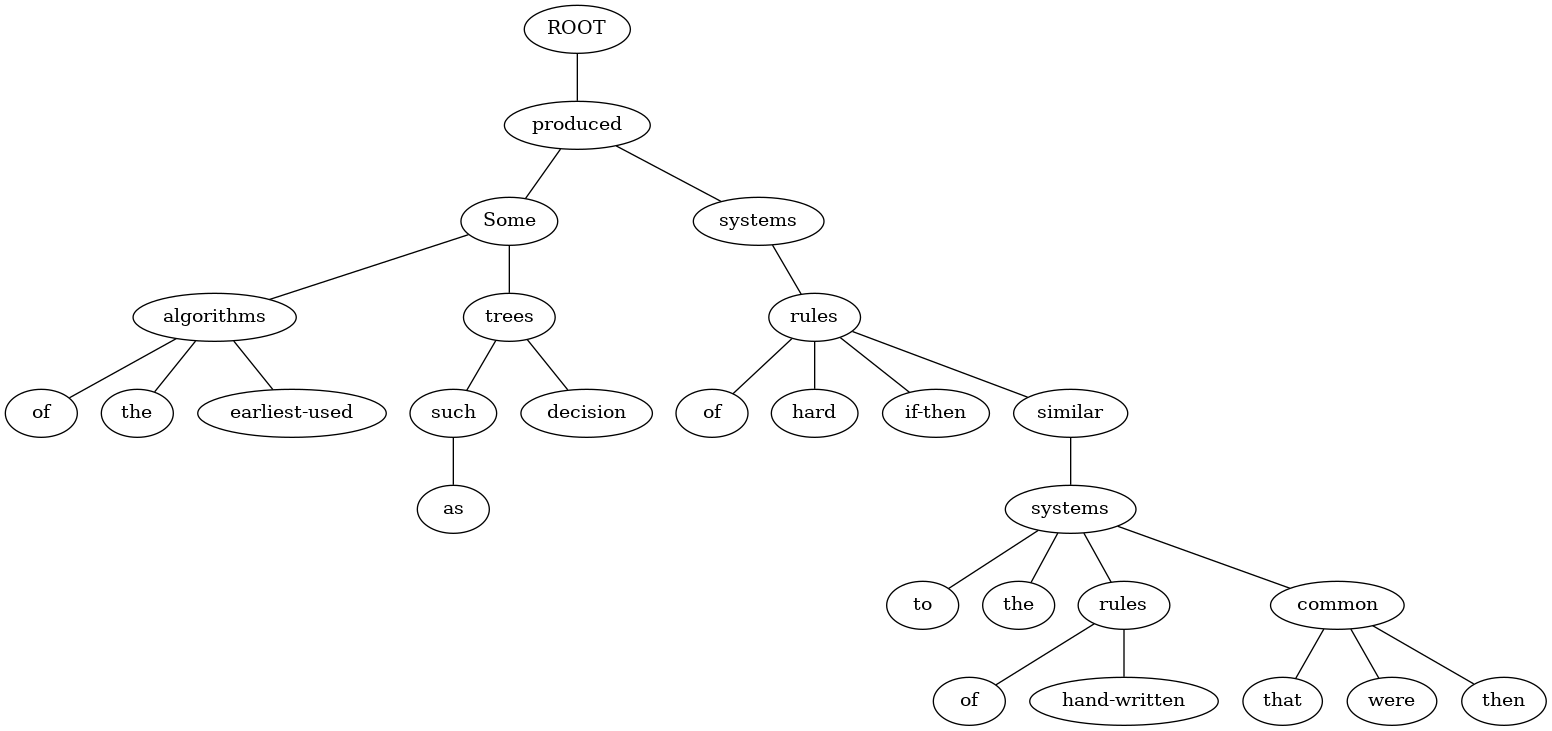 ROOT
produced
Some systems
algorithms trees rules
of the earliest-used such decision of hard if-then similar
as systems
to the rules common
of hand-written that were then